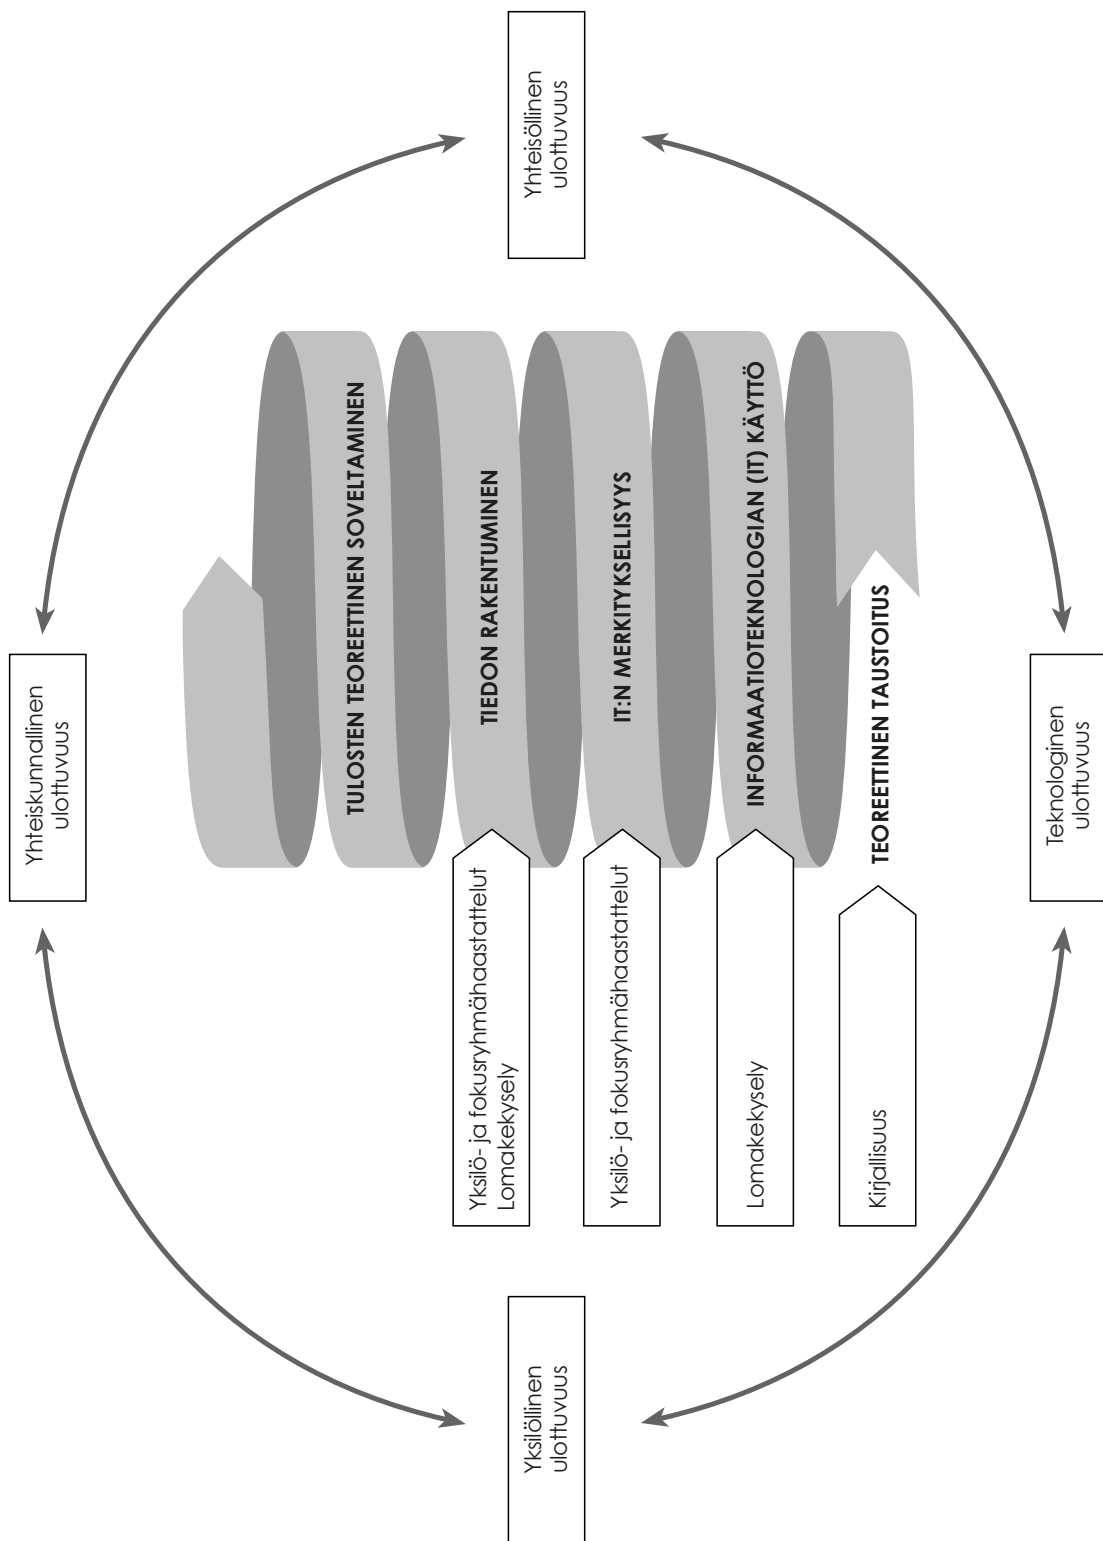 Yhteiskunnallinen
ulottuvuus
TULOSTEN TEOREETTINEN SOVELTAMINEN
Yksilö- ja fokusryhmähaastattelut
Lomakekysely
TIEDON RAKENTUMINEN
Yksilöllinen
ulottuvuus
Yhteisöllinen
ulottuvuus
Yksilö- ja fokusryhmähaastattelut
IT:N MERKITYKSELLISYYS
Lomakekysely
INFORMAATIOTEKNOLOGIAN (IT) KÄYTTÖ
Kirjallisuus
TEOREETTINEN TAUSTOITUS
Teknologinen
ulottuvuus